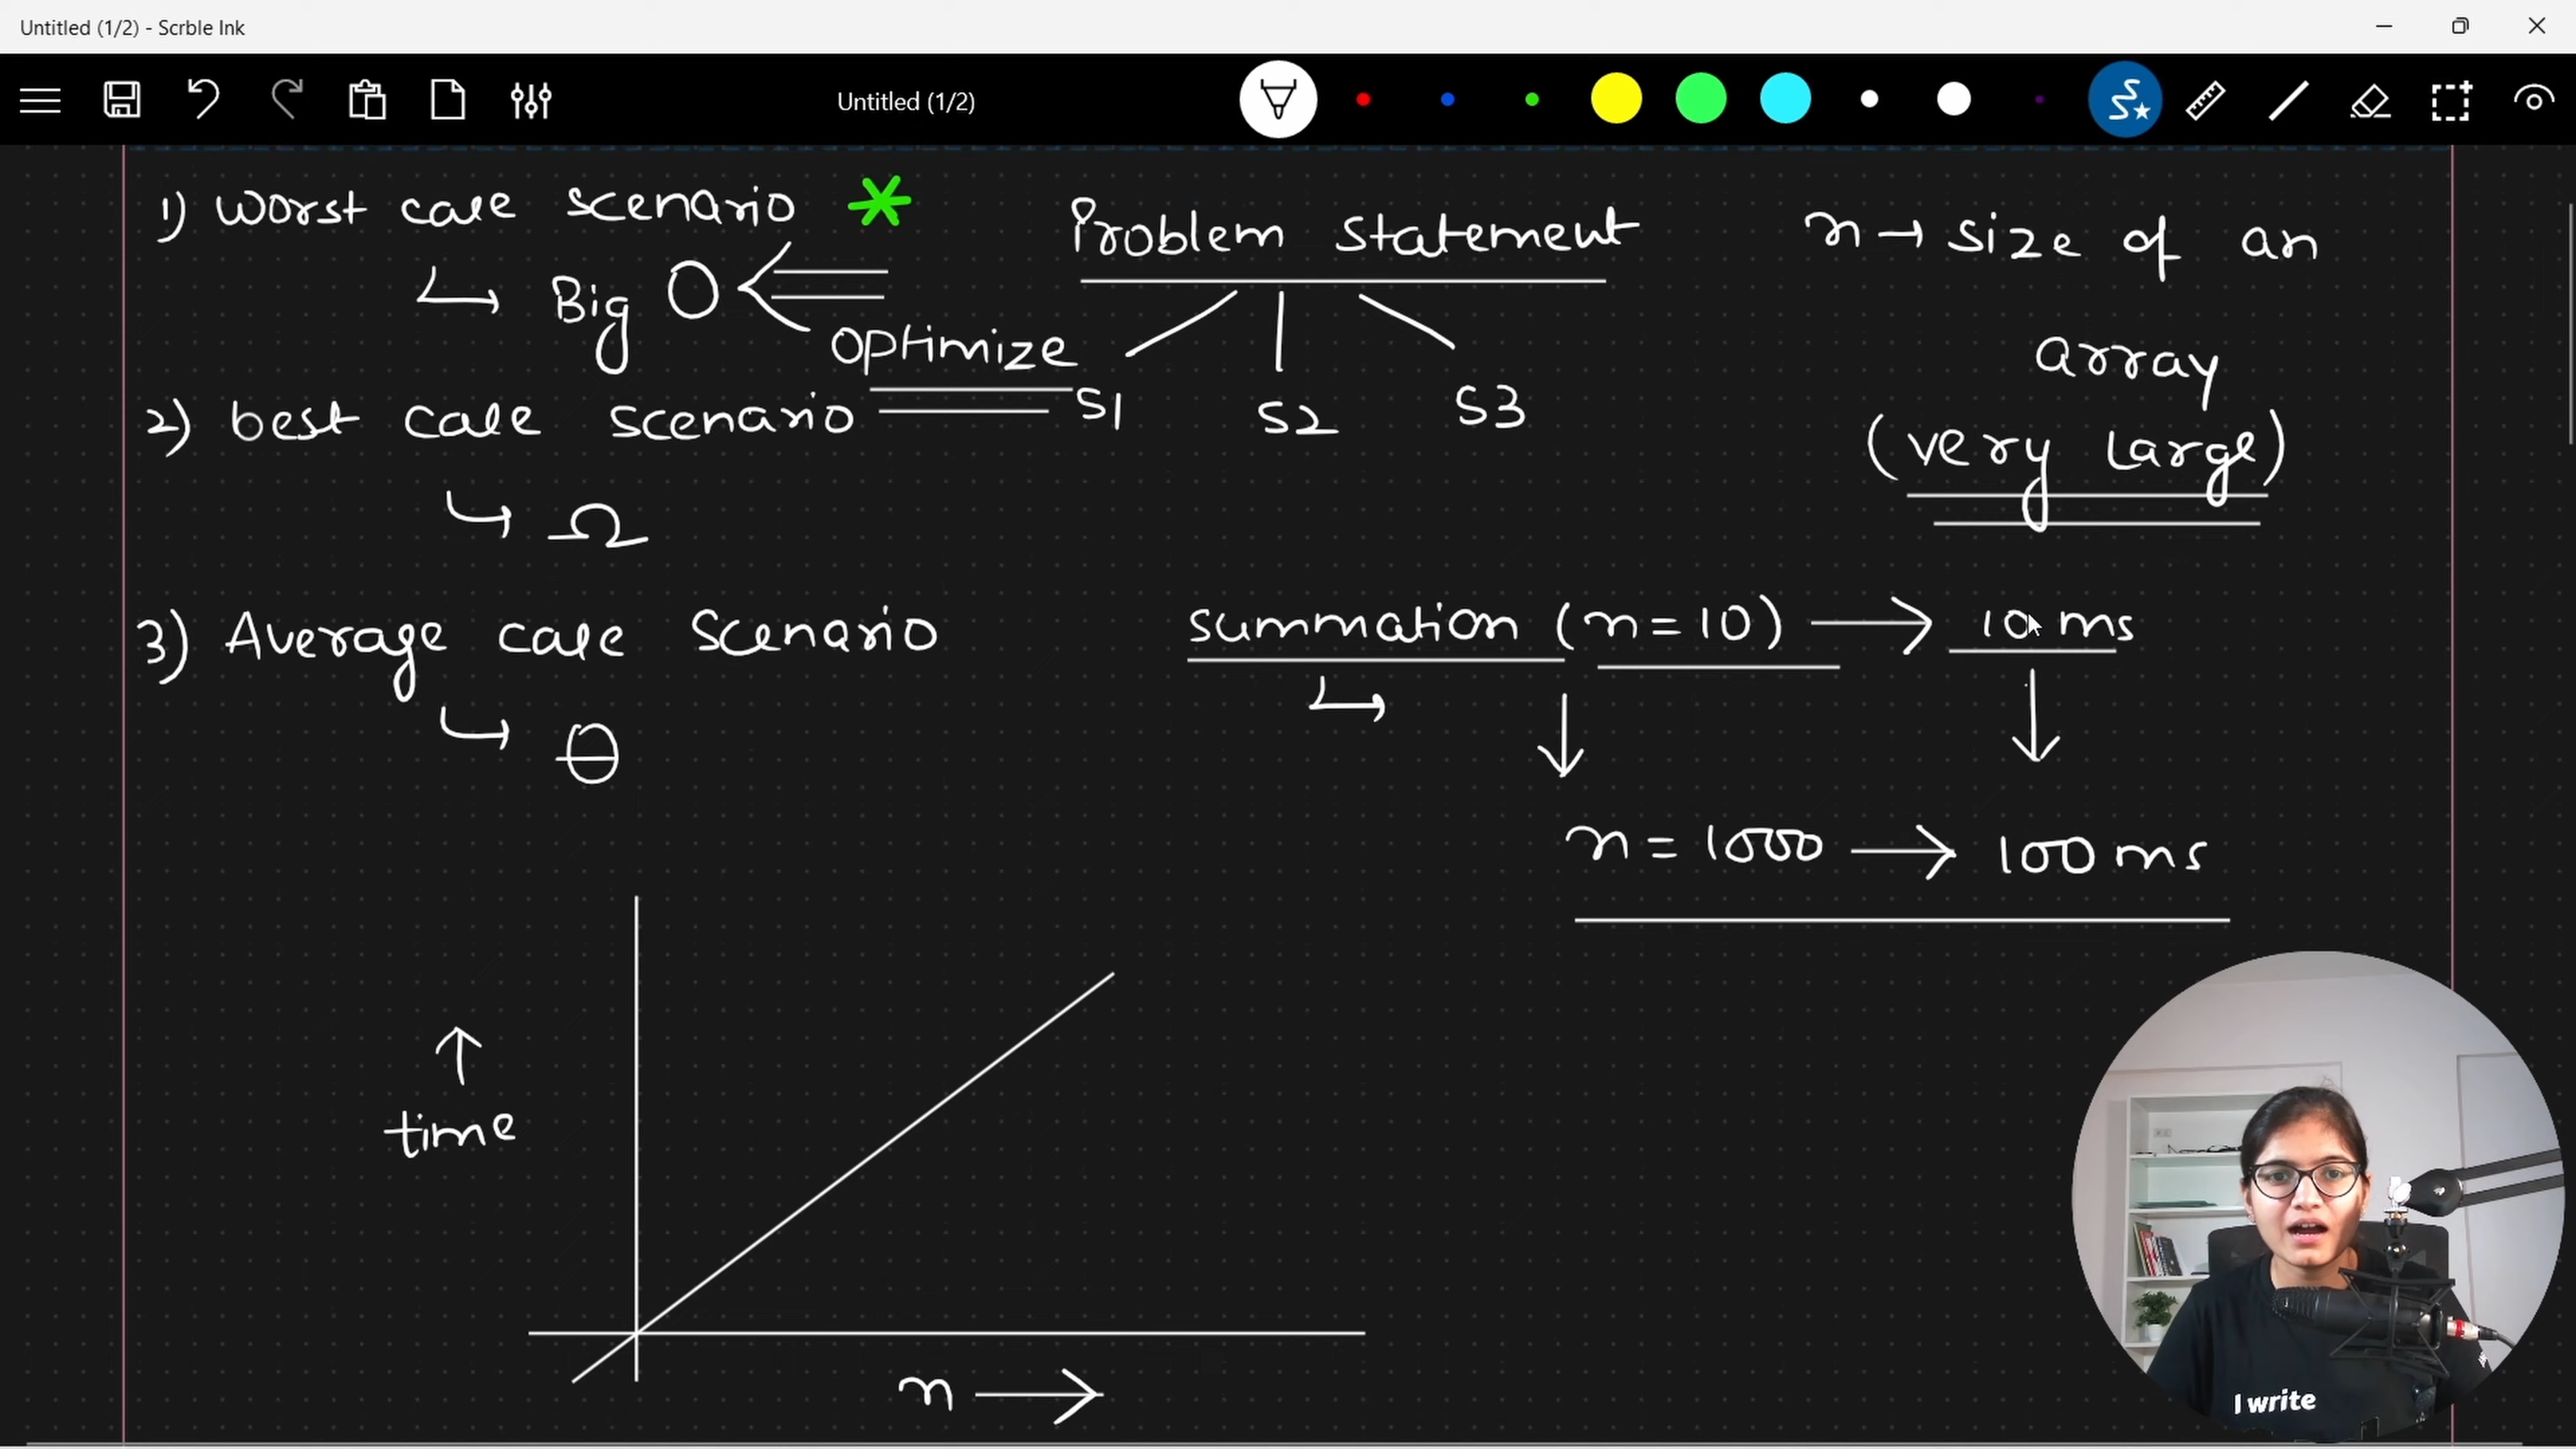 Untitled (1/2) - Scrble Ink
Untitled (1/2)
1) worst case scenario *
↳ Big O
optimize
2) best case scenario
↳ Ω
3) Average case scenario
↳ θ
Problem statement
S1 S2 S3
n → size of an
array
(very large)
summation (n = 10) → 10 ms
n = 1000 → 100 ms
↑
time
n →
I write